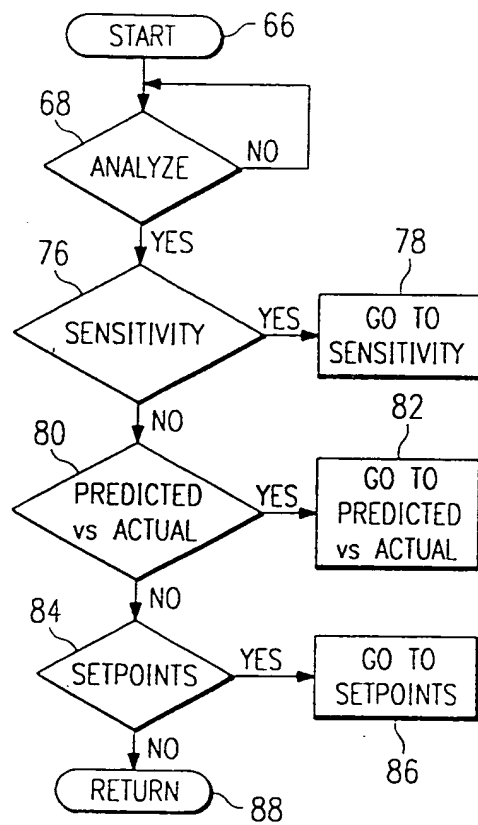 START
66
68
ANALYZE
NO
YES
76
SENSITIVITY
YES
78
GO TO
SENSITIVITY
NO
80
PREDICTED
vs ACTUAL
YES
82
GO TO
PREDICTED
vs ACTUAL
NO
84
SETPOINTS
YES
GO TO
SETPOINTS
86
NO
RETURN
88